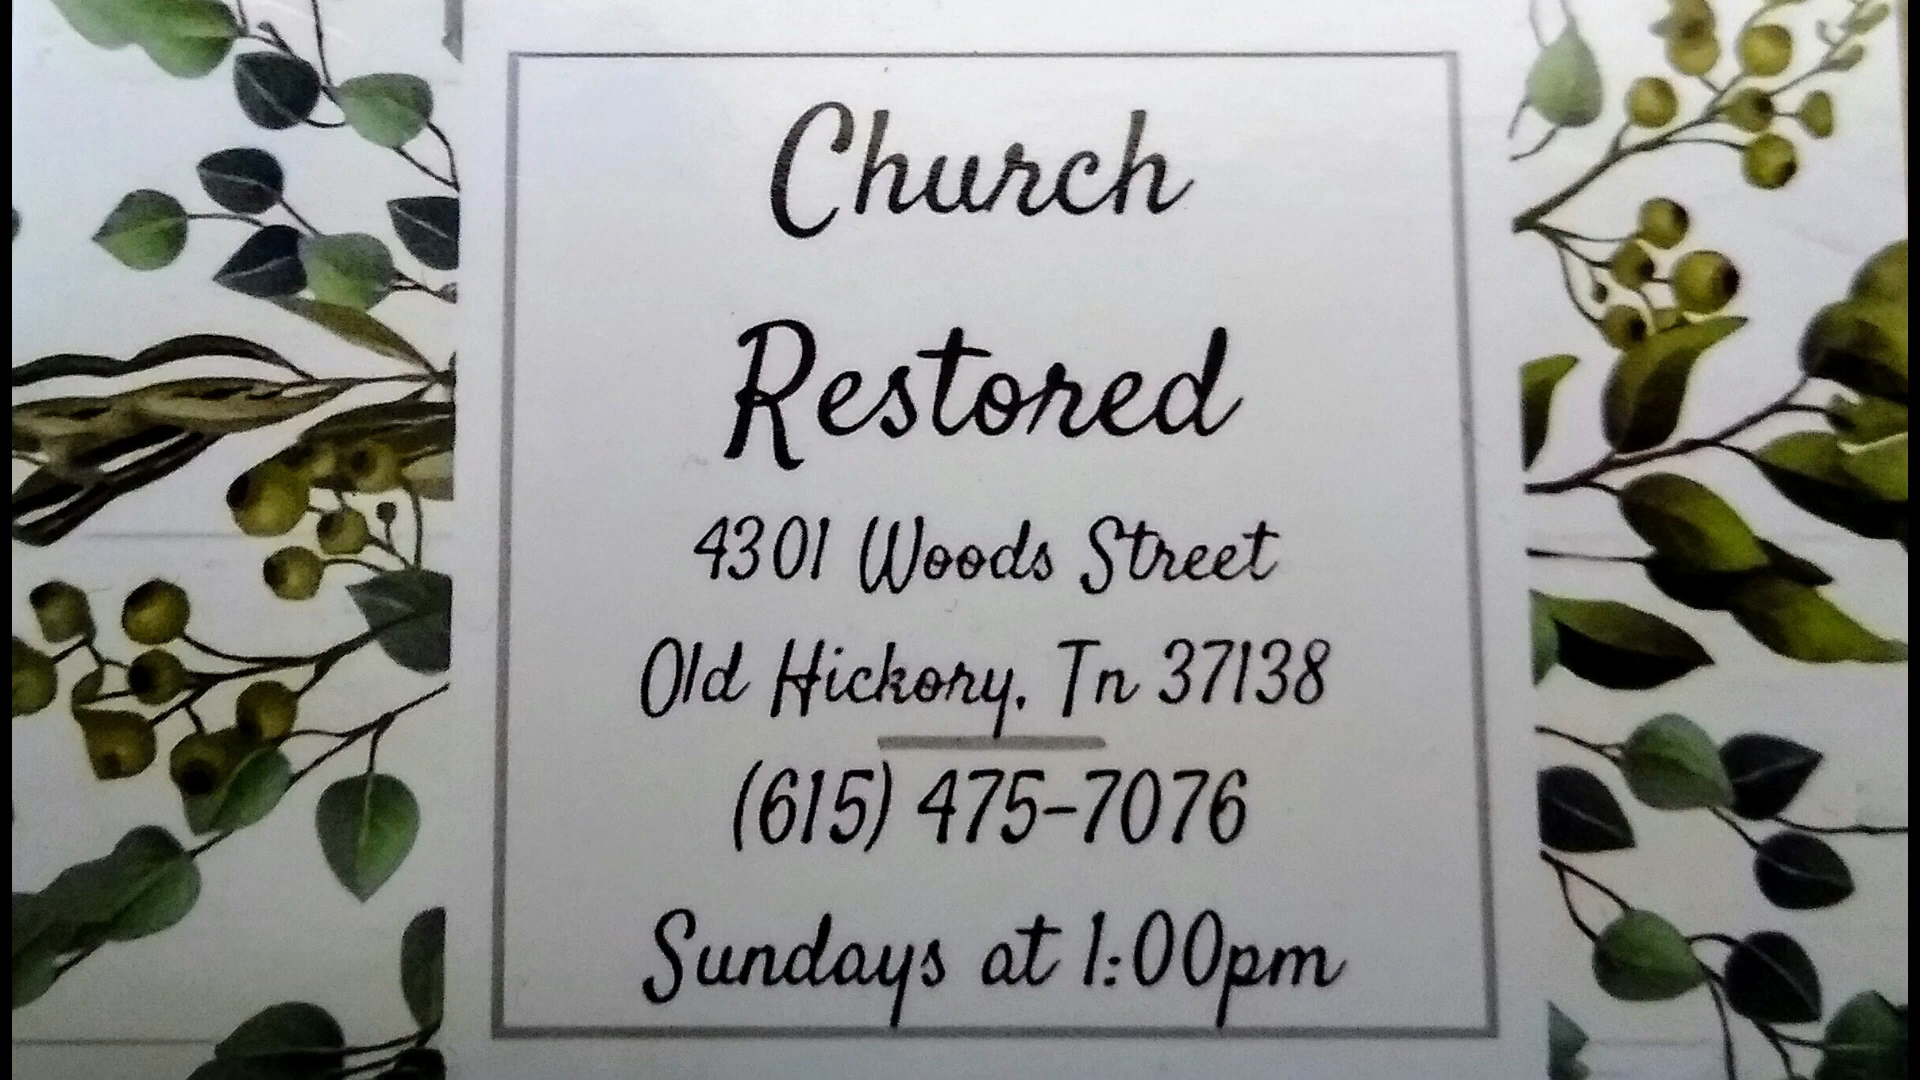 Church
Restored
4301 Woods Street
Old Hickory, Tn 37138
(615) 475-7076
Sundays at 1:00pm